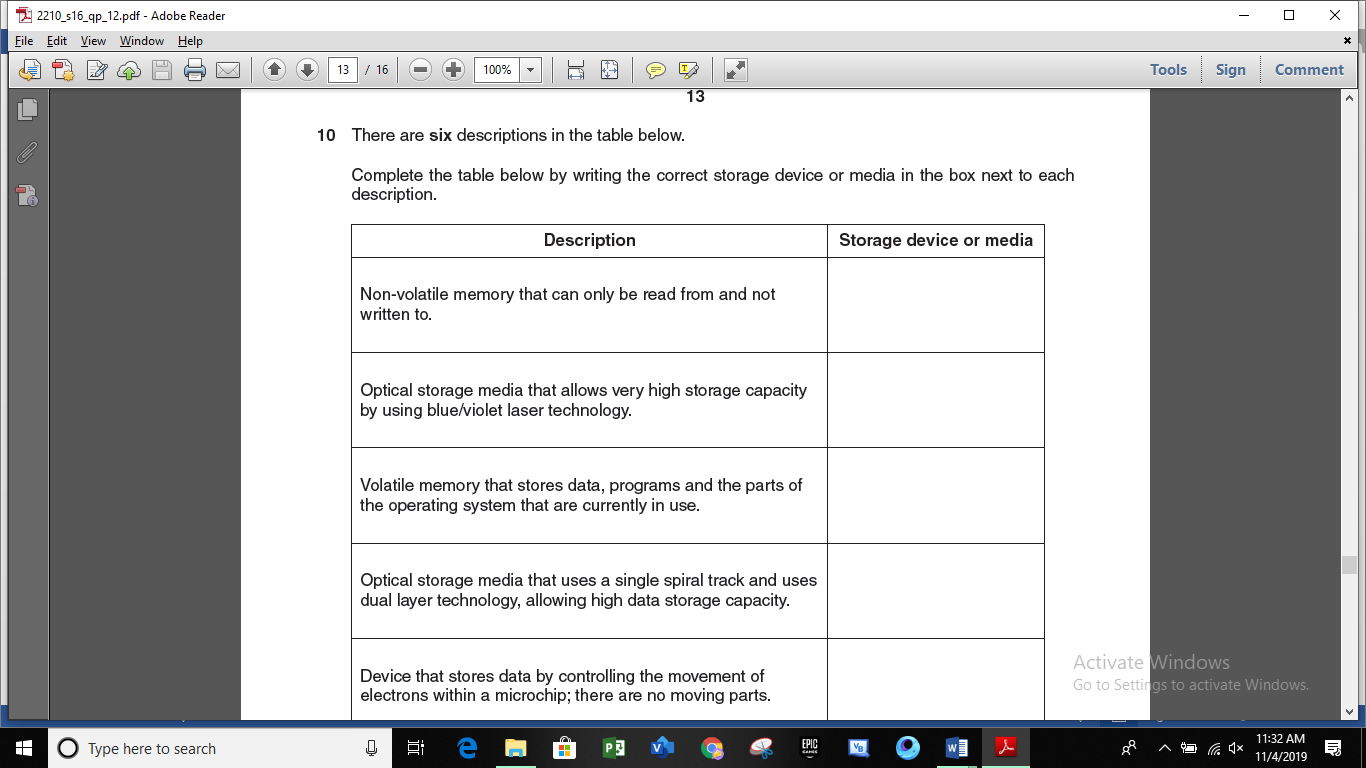 2210_s16_qp_12.pdf - Adobe Reader
File Edit View Window Help
13 / 16 100% Tools Sign Comment
13
10 There are six descriptions in the table below.
Complete the table below by writing the correct storage device or media in the box next to each
description.
Description Storage device or media
Non-volatile memory that can only be read from and not
written to.
Optical storage media that allows very high storage capacity
by using blue/violet laser technology.
Volatile memory that stores data, programs and the parts of
the operating system that are currently in use.
Optical storage media that uses a single spiral track and uses
dual layer technology, allowing high data storage capacity.
Device that stores data by controlling the movement of
electrons within a microchip; there are no moving parts.
Activate Windows
Go to Settings to activate Windows.
Type here to search
11:32 AM
11/4/2019